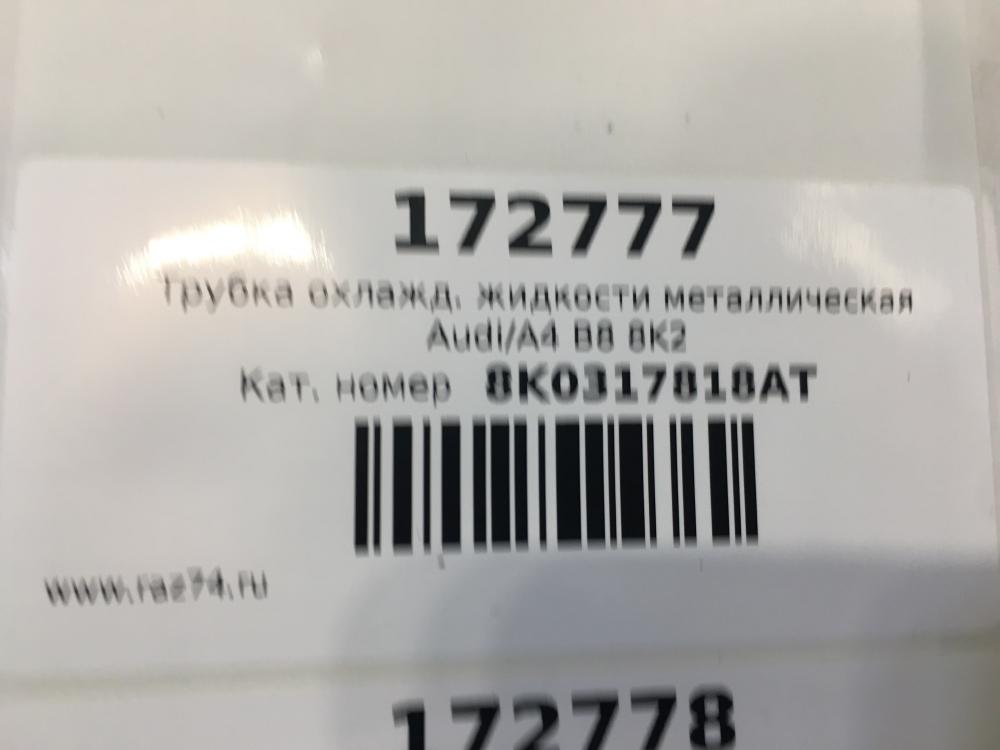 172777
Трубка охлажд. жидкости металлическая
Audi/A4 B8 8K2
Кат. номер 8K0317818AT
www.raz74.ru
172778